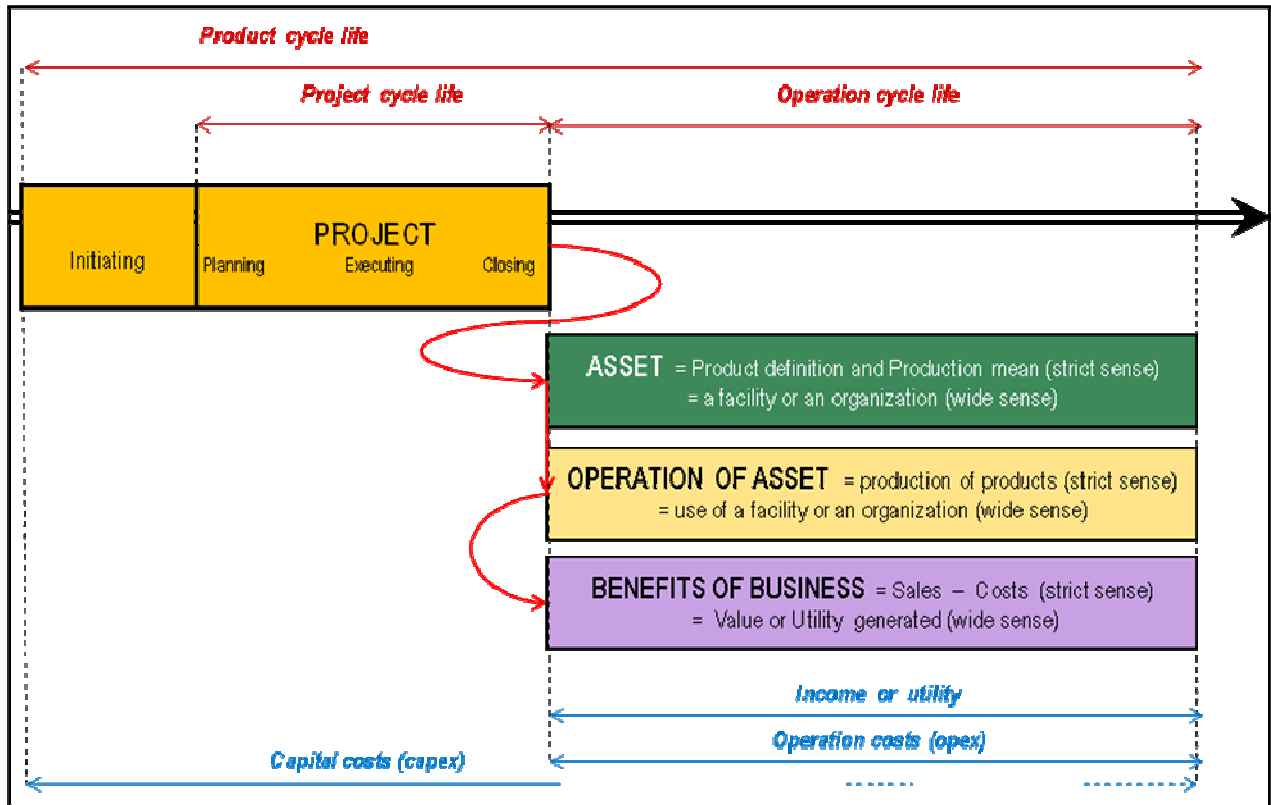 Product cycle life
Project cycle life
Operation cycle life
PROJECT
Initiating
Planning
Executing
Closing
ASSET = Product definition and Production mean (strict sense)
= a facility or an organization (wide sense)
OPERATION OF ASSET = production of products (strict sense)
= use of a facility or an organization (wide sense)
BENEFITS OF BUSINESS = Sales – Costs (strict sense)
= Value or Utility generated (wide sense)
Income or utility
Operation costs (opex)
Capital costs (capex)